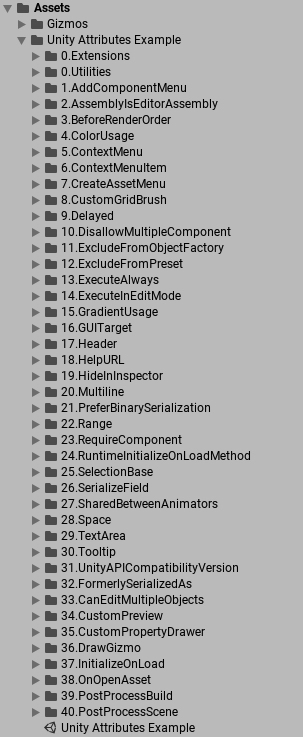 Assets
Gizmos
Unity Attributes Example
0.Extensions
0.Utilities
1.AddComponentMenu
2.AssemblyIsEditorAssembly
3.BeforeRenderOrder
4.ColorUsage
5.ContextMenu
6.ContextMenuItem
7.CreateAssetMenu
8.CustomGridBrush
9.Delayed
10.DisallowMultipleComponent
11.ExcludeFromObjectFactory
12.ExcludeFromPreset
13.ExecuteAlways
14.ExecuteInEditMode
15.GradientUsage
16.GUITarget
17.Header
18.HelpURL
19.HideInInspector
20.Multiline
21.PreferBinarySerialization
22.Range
23.RequireComponent
24.RuntimeInitializeOnLoadMethod
25.SelectionBase
26.SerializeField
27.SharedBetweenAnimators
28.Space
29.TextArea
30.Tooltip
31.UnityAPICompatibilityVersion
32.FormerlySerializedAs
33.CanEditMultipleObjects
34.CustomPreview
35.CustomPropertyDrawer
36.DrawGizmo
37.InitializeOnLoad
38.OnOpenAsset
39.PostProcessBuild
40.PostProcessScene
Unity Attributes Example